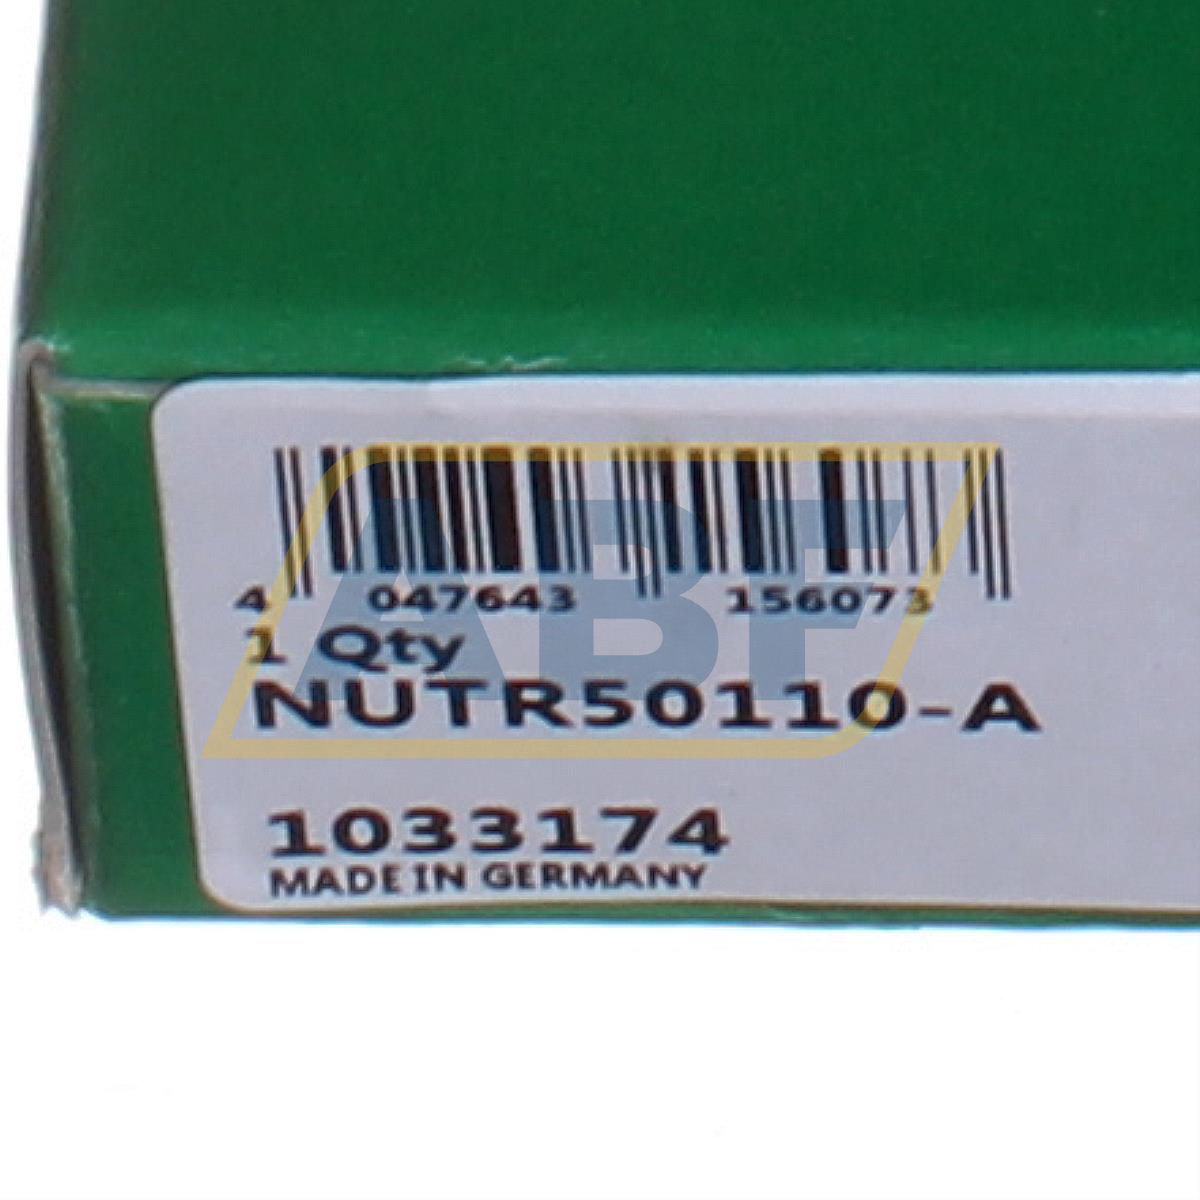 4 047643 156073
1 Qty
NUTR50110-A
ABF
1033174
MADE IN GERMANY